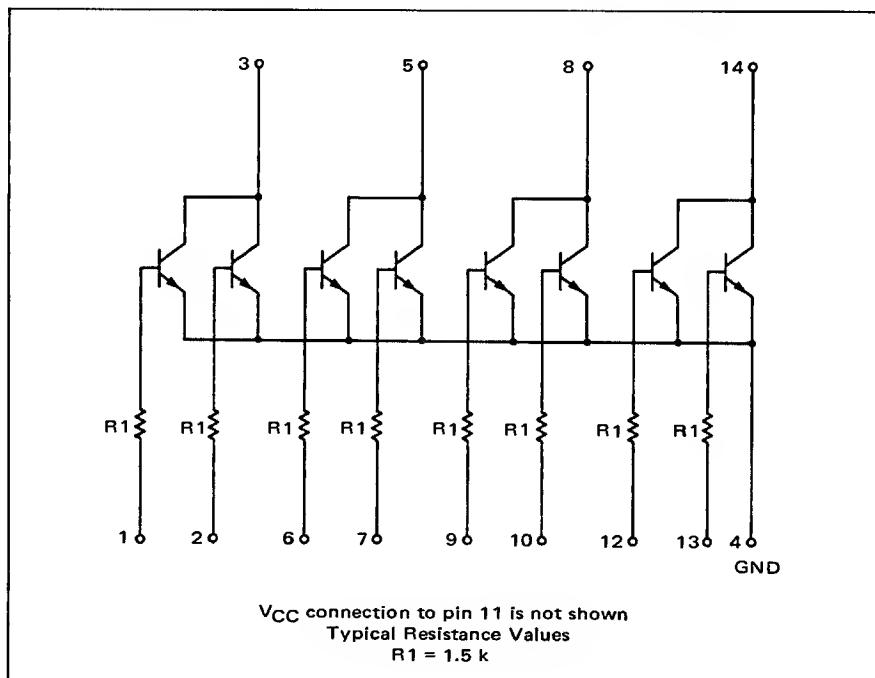 3 5 8 14
R1 R1 R1 R1 R1 R1 R1 R1
1 2 6 7 9 10 12 13 4
GND
VCC connection to pin 11 is not shown
Typical Resistance Values
R1 = 1.5 k